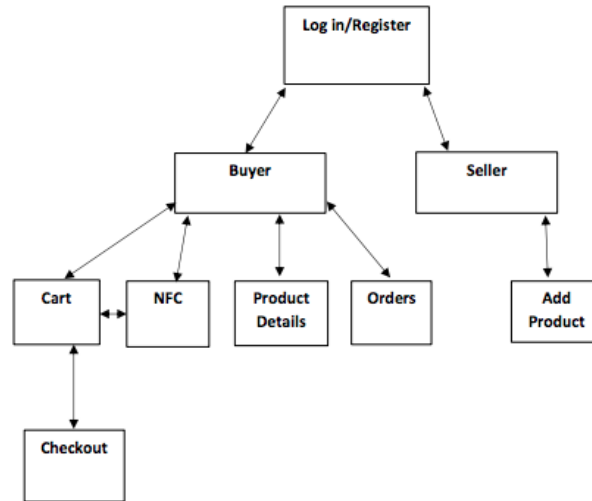 Log in/Register
Buyer
Seller
Cart
NFC
Product
Details
Orders
Add
Product
Checkout